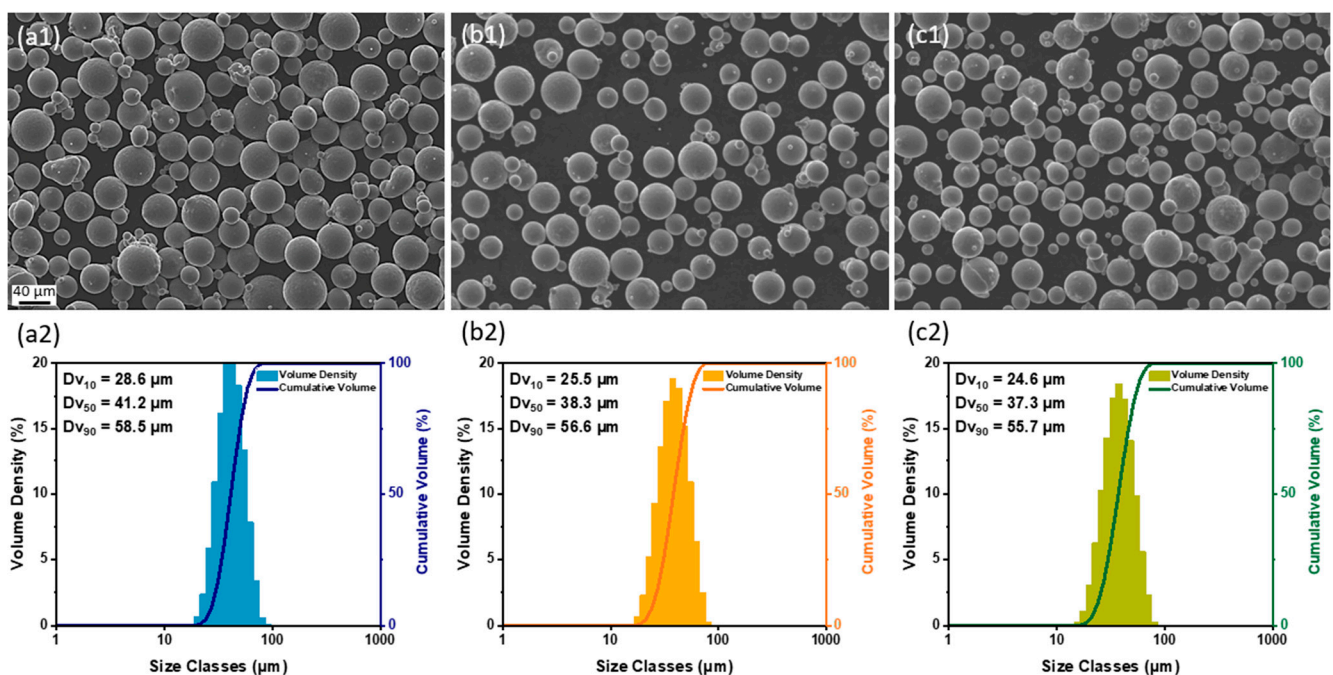 (a1)
(b1)
(c1)
40 µm
(a2)
(b2)
(c2)
20
15
10
5
0
Volume Density (%)
Dv10 = 28.6 µm
Dv50 = 41.2 µm
Dv90 = 58.5 µm
Volume Density
Cumulative Volume
100
50
0
Cumulative Volume (%)
1
10
100
1000
Size Classes (µm)
20
15
10
5
0
Volume Density (%)
Dv10 = 25.5 µm
Dv50 = 38.3 µm
Dv90 = 56.6 µm
Volume Density
Cumulative Volume
100
50
0
Cumulative Volume (%)
1
10
100
1000
Size Classes (µm)
20
15
10
5
0
Volume Density (%)
Dv10 = 24.6 µm
Dv50 = 37.3 µm
Dv90 = 55.7 µm
Volume Density
Cumulative Volume
100
50
0
Cumulative Volume (%)
1
10
100
1000
Size Classes (µm)